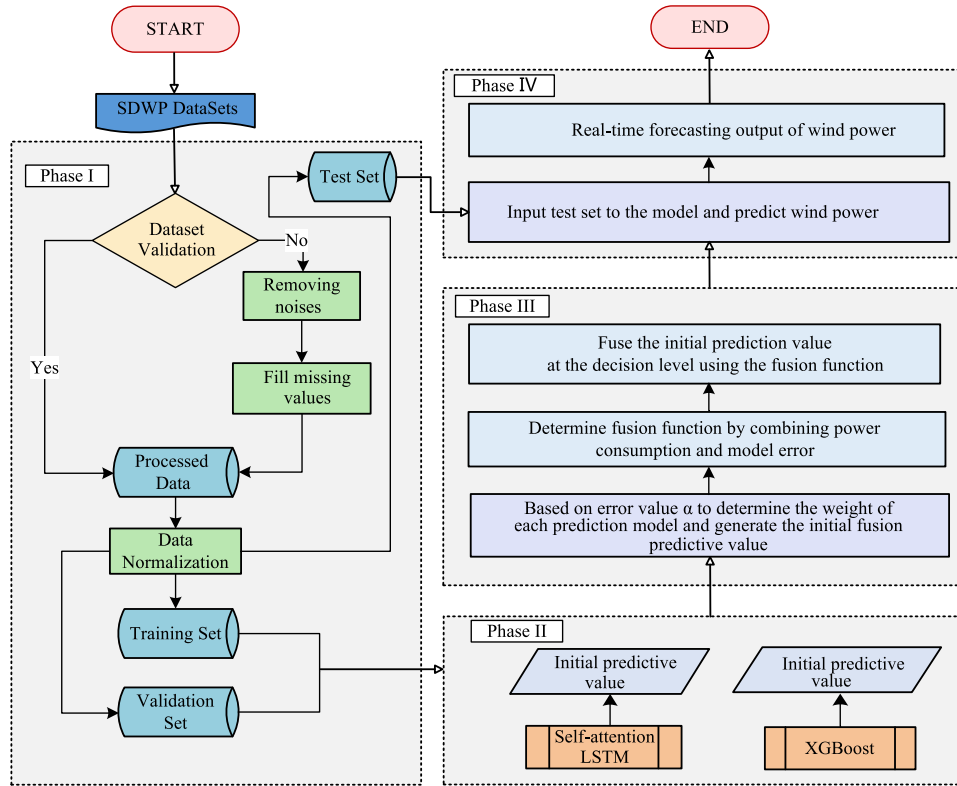 START
SDWP DataSets
Phase I
Test Set
Dataset
Validation
No
Removing
noises
Yes
Fill missing
values
Processed
Data
Data
Normalization
Training Set
Validation
Set
Phase II
Initial predictive
value
Initial predictive
value
Self-attention
LSTM
XGBoost
Phase III
Fuse the initial prediction value
at the decision level using the fusion function
Determine fusion function by combining power
consumption and model error
Based on error value α to determine the weight of
each prediction model and generate the initial fusion
predictive value
Phase Ⅳ
Real-time forecasting output of wind power
Input test set to the model and predict wind power
END